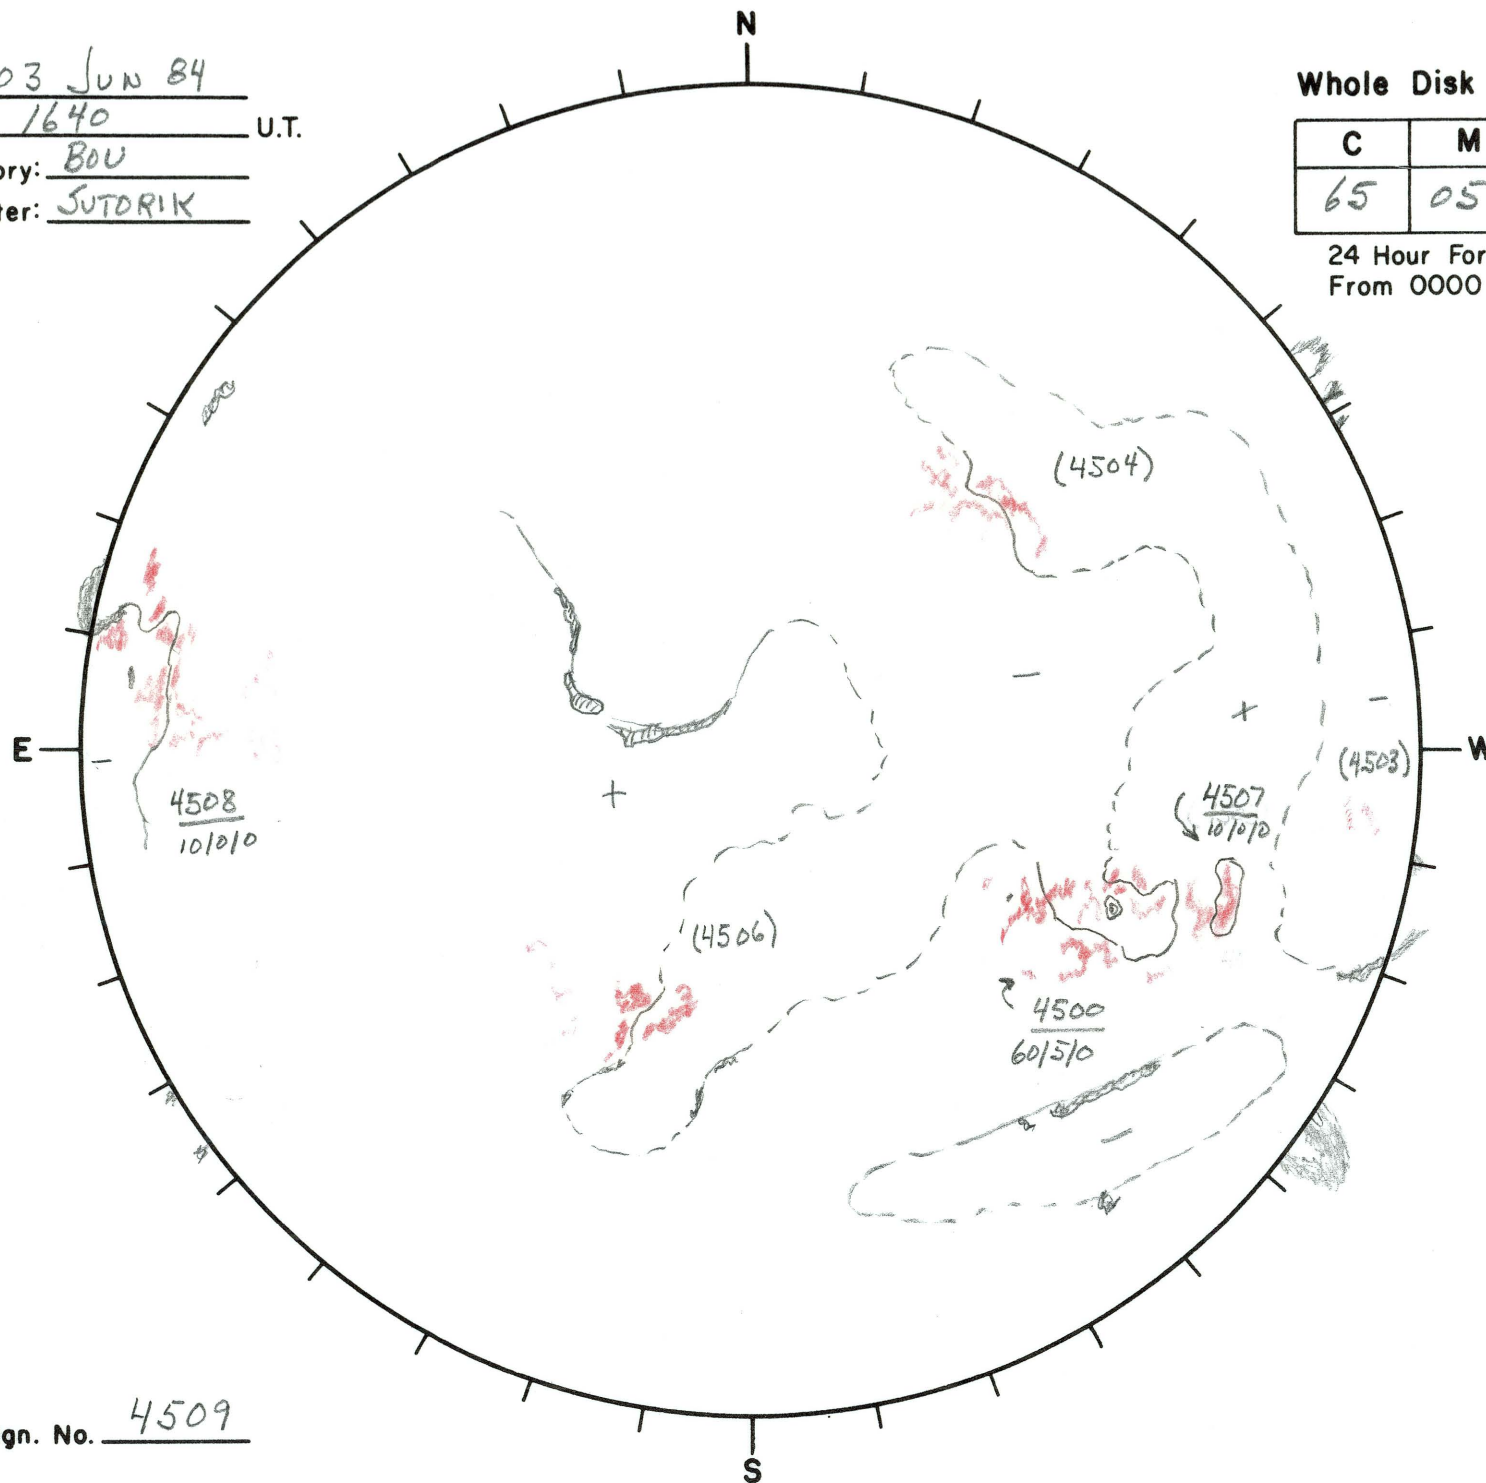 N
03 JUN 84
1640 U.T.
ory: BOU
ter: SUTORIK
Whole Disk
C M
65 05
24 Hour For
From 0000
(4504)
−
+
−
E
W
−
(4503)
+
4508
10/0/0
4507
10/0/0
(4506)
4500
60/5/0
−
gn. No. 4509
S